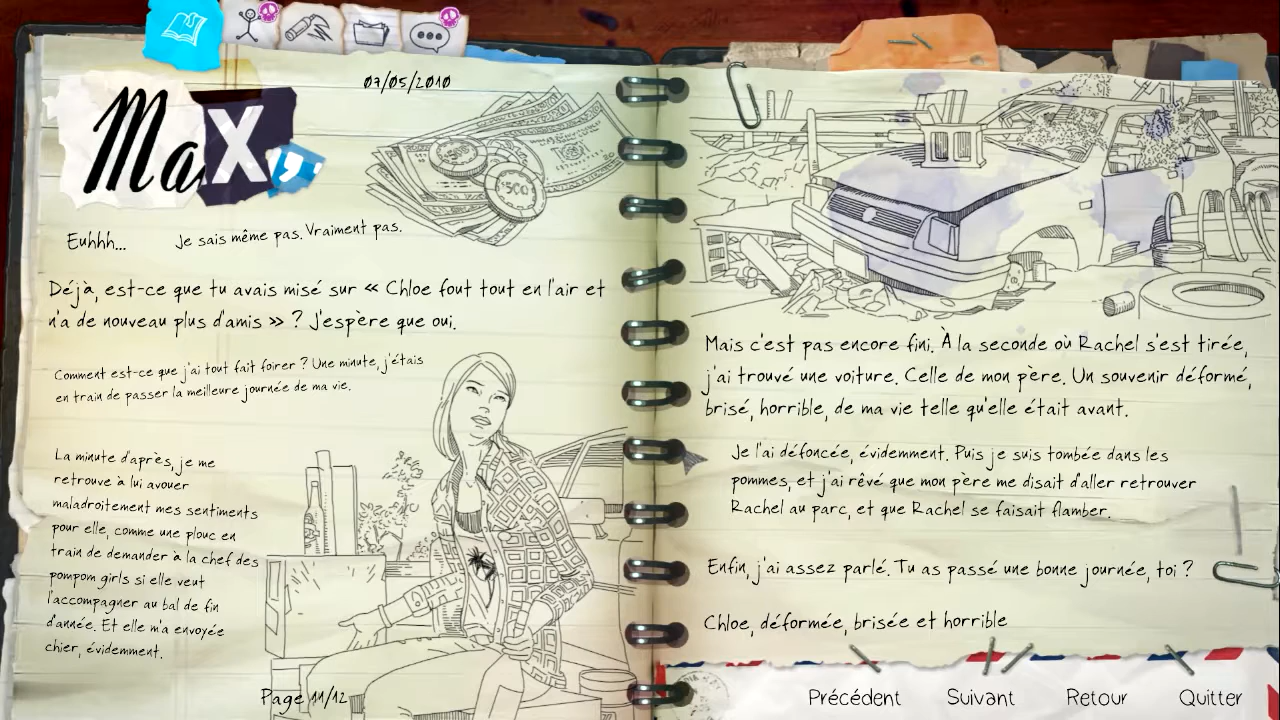 07/05/2010
Max,
$500
Euhhh...
Je sais même pas. Vraiment pas.
Déjà, est-ce que tu avais misé sur « Chloe fout tout en l'air et
n'a de nouveau plus d'amis » ? J'espère que oui.
Comment est-ce que j'ai tout fait foirer ? Une minute, j'étais
en train de passer la meilleure journée de ma vie.
La minute d'après, je me
retrouve à lui avouer
maladroitement mes sentiments
pour elle, comme une plouc en
train de demander à la chef des
pompom girls si elle veut
l'accompagner au bal de fin
d'année. Et elle m'a envoyée
chier, évidemment.
Page 11/12
Mais c'est pas encore fini. À la seconde où Rachel s'est tirée,
j'ai trouvé une voiture. Celle de mon père. Un souvenir déformé,
brisé, horrible, de ma vie telle qu'elle était avant.
Je l'ai défoncée, évidemment. Puis je suis tombée dans les
pommes, et j'ai rêvé que mon père me disait d'aller retrouver
Rachel au parc, et que Rachel se faisait flamber.
Enfin, j'ai assez parlé. Tu as passé une bonne journée, toi ?
Chloe, déformée, brisée et horrible
Précédent Suivant Retour Quitter